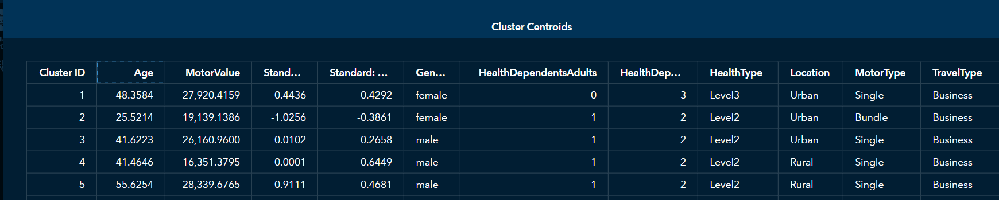 Cluster Centroids
Cluster ID Age MotorValue Stand... Standard: ... Gen... HealthDependentsAdults HealthDep... HealthType Location MotorType TravelType
1 48.3584 27,920.4159 0.4436 0.4292 female 0 3 Level3 Urban Single Business
2 25.5214 19,139.1386 -1.0256 -0.3861 female 1 2 Level2 Urban Bundle Business
3 41.6223 26,160.9600 0.0102 0.2658 male 1 2 Level2 Urban Single Business
4 41.4646 16,351.3795 0.0001 -0.6449 male 1 2 Level2 Rural Single Business
5 55.6254 28,339.6765 0.9111 0.4681 male 1 2 Level2 Rural Single Business